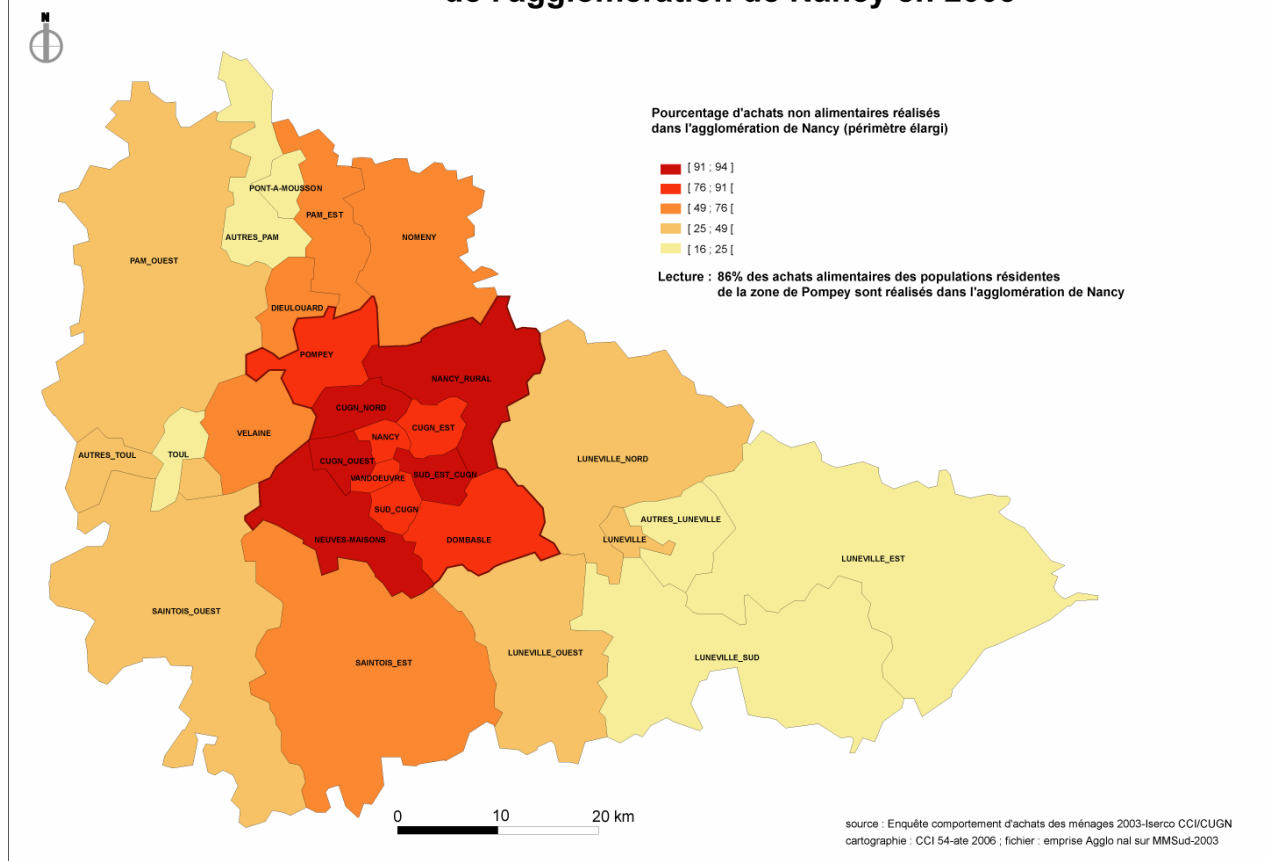 de l'agglomération de Nancy en 2003
N
Pourcentage d'achats non alimentaires réalisés
dans l'agglomération de Nancy (périmètre élargi)
[ 91 ; 94 ]
[ 76 ; 91 [
[ 49 ; 76 [
[ 25 ; 49 [
[ 16 ; 25 [
Lecture : 86% des achats alimentaires des populations résidentes
de la zone de Pompey sont réalisés dans l'agglomération de Nancy
PONT-A-MOUSSON
PAM_EST
AUTRES_PAM
NOMENY
PAM_OUEST
DIEULOUARD
POMPEY
NANCY_RURAL
CUGN_NORD
CUGN_EST
VELAINE
NANCY
AUTRES_TOUL
TOUL
CUGN_OUEST
LUNEVILLE_NORD
SUD_EST_CUGN
VANDOEUVRE
SUD_CUGN
AUTRES_LUNEVILLE
NEUVES-MAISONS
DOMBASLE
LUNEVILLE
LUNEVILLE_EST
SAINTOIS_OUEST
LUNEVILLE_OUEST
LUNEVILLE_SUD
SAINTOIS_EST
0 10 20 km
source : Enquête comportement d'achats des ménages 2003-Iserco CCI/CUGN
cartographie : CCI 54-ate 2006 ; fichier : emprise Agglo nal sur MMSud-2003